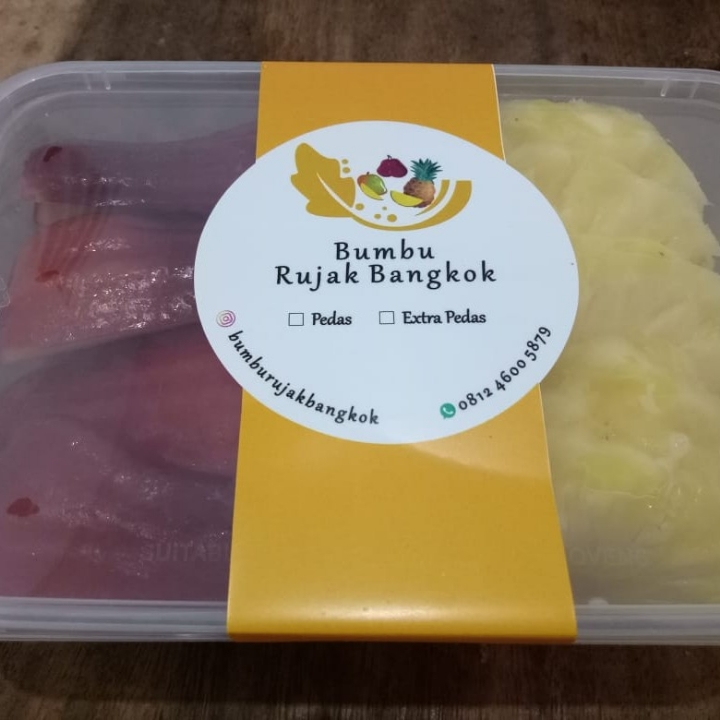 Bumbu
Rujak Bangkok
Pedas
Extra Pedas
bumburujakbangkok
0812 4600 5879